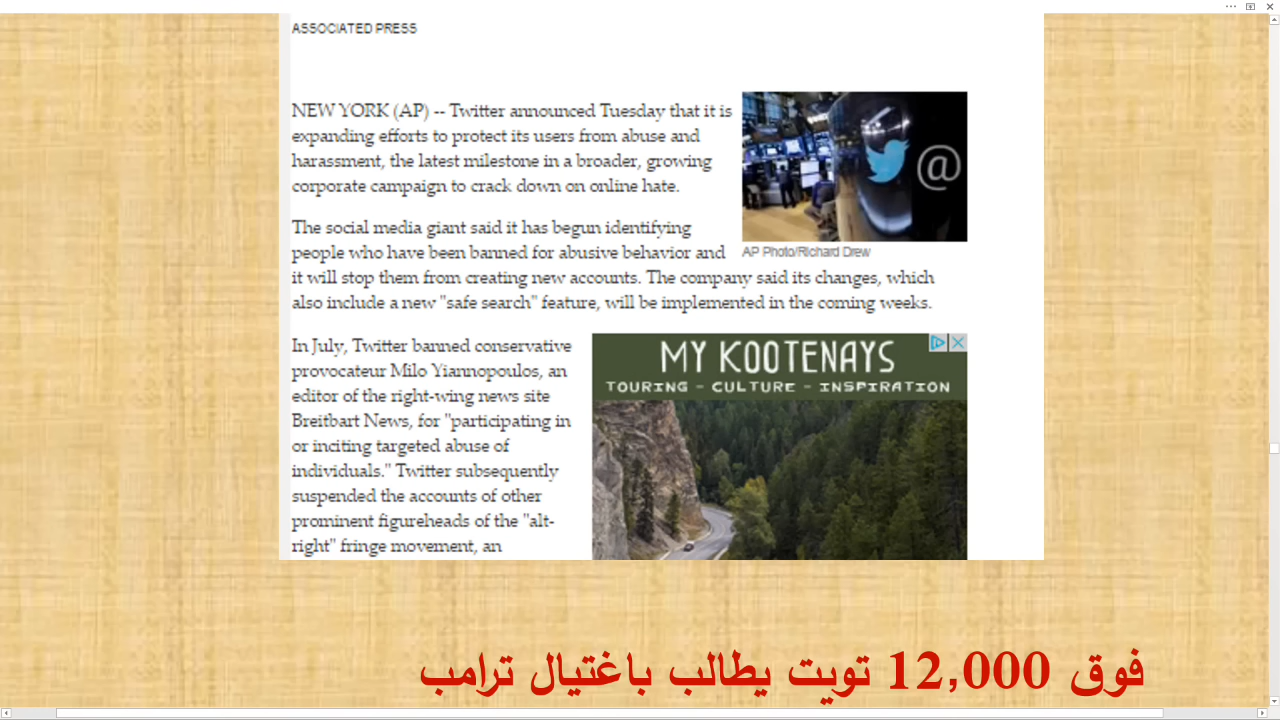 ASSOCIATED PRESS
NEW YORK (AP) -- Twitter announced Tuesday that it is
expanding efforts to protect its users from abuse and
harassment, the latest milestone in a broader, growing
corporate campaign to crack down on online hate.
@
AP Photo/Richard Drew
The social media giant said it has begun identifying
people who have been banned for abusive behavior and
it will stop them from creating new accounts. The company said its changes, which
also include a new "safe search" feature, will be implemented in the coming weeks.
In July, Twitter banned conservative
provocateur Milo Yiannopoulos, an
editor of the right-wing news site
Breitbart News, for "participating in
or inciting targeted abuse of
individuals." Twitter subsequently
suspended the accounts of other
prominent figureheads of the "alt-
right" fringe movement, an
MY KOOTENAYS
TOURING - CULTURE - INSPIRATION
فوق 12,000 تويت يطالب باغتيال ترامب